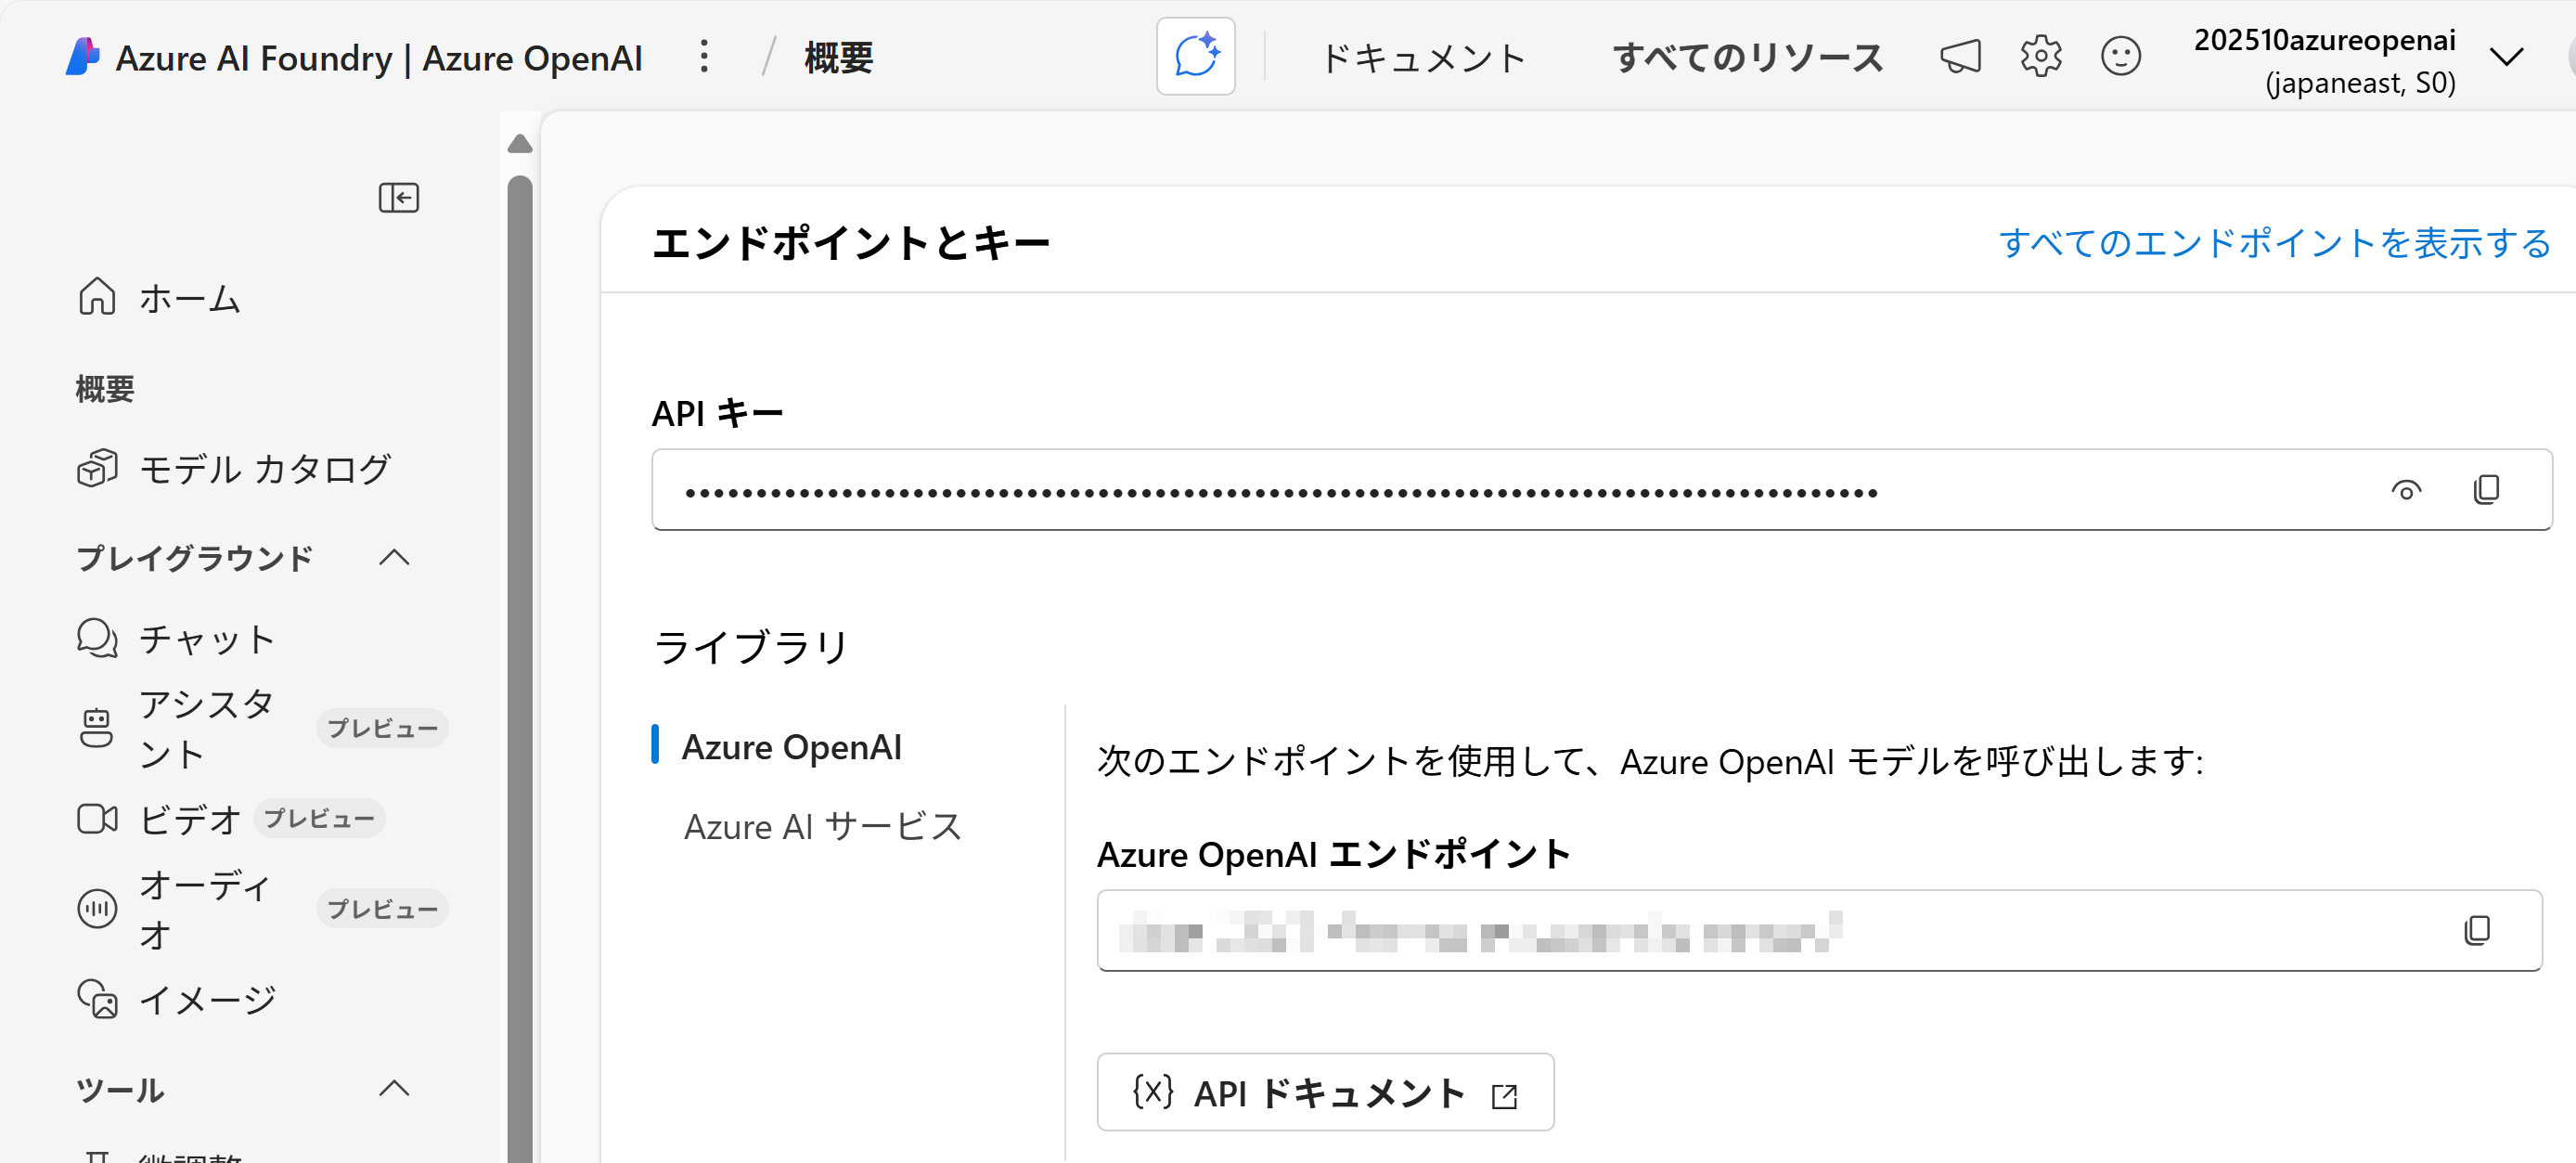 Azure AI Foundry | Azure OpenAI / 概要
ドキュメント
すべてのリソース
202510azureopenai
(japaneast, S0)
ホーム
概要
モデル カタログ
プレイグラウンド
チャット
アシスタ
ント
プレビュー
ビデオ プレビュー
オーディ
オ
プレビュー
イメージ
ツール
微調整
エンドポイントとキー
すべてのエンドポイントを表示する
API キー
ライブラリ
Azure OpenAI
Azure AI サービス
次のエンドポイントを使用して、Azure OpenAI モデルを呼び出します:
Azure OpenAI エンドポイント
API ドキュメント